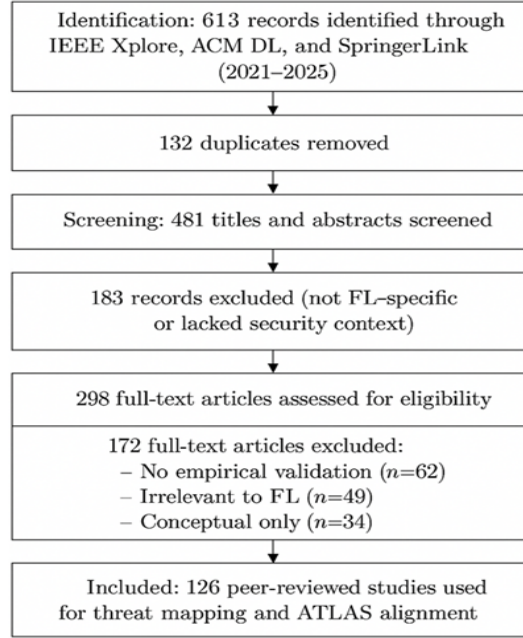 Identification: 613 records identified through
IEEE Xplore, ACM DL, and SpringerLink
(2021–2025)
132 duplicates removed
Screening: 481 titles and abstracts screened
183 records excluded (not FL–specific
or lacked security context)
298 full-text articles assessed for eligibility
172 full-text articles excluded:
– No empirical validation (n=62)
– Irrelevant to FL (n=49)
– Conceptual only (n=34)
Included: 126 peer-reviewed studies used
for threat mapping and ATLAS alignment